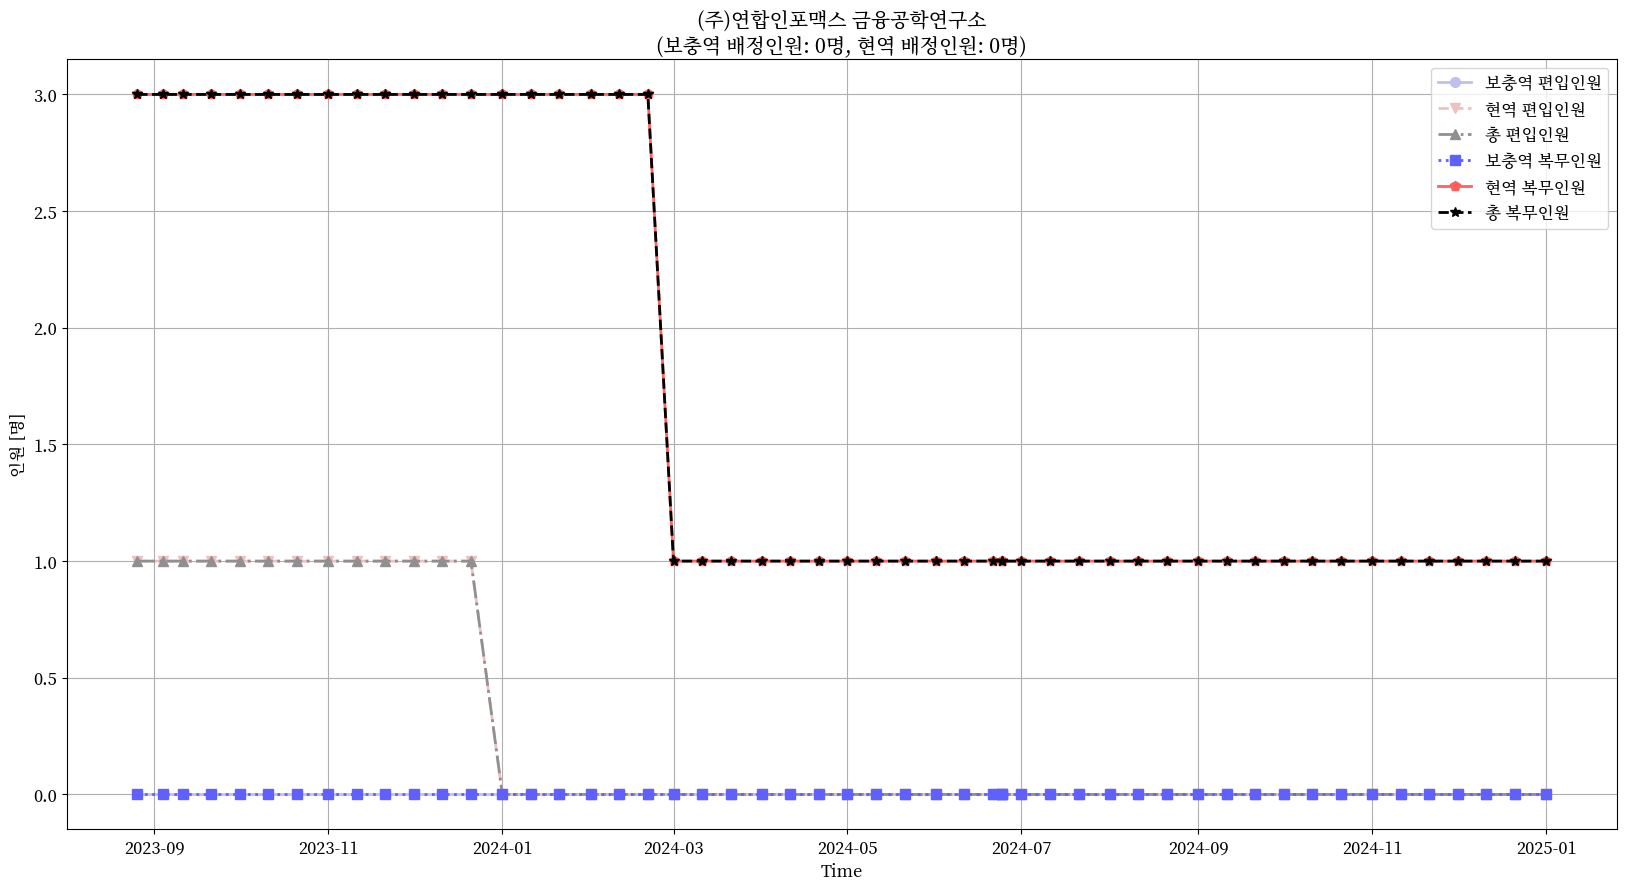 (주)연합인포맥스 금융공학연구소
(보충역 배정인원: 0명, 현역 배정인원: 0명)
보충역 편입인원
현역 편입인원
총 편입인원
보충역 복무인원
현역 복무인원
총 복무인원
인원 [명]
3.0
2.5
2.0
1.5
1.0
0.5
0.0
2023-09 2023-11 2024-01 2024-03 2024-05 2024-07 2024-09 2024-11 2025-01
Time